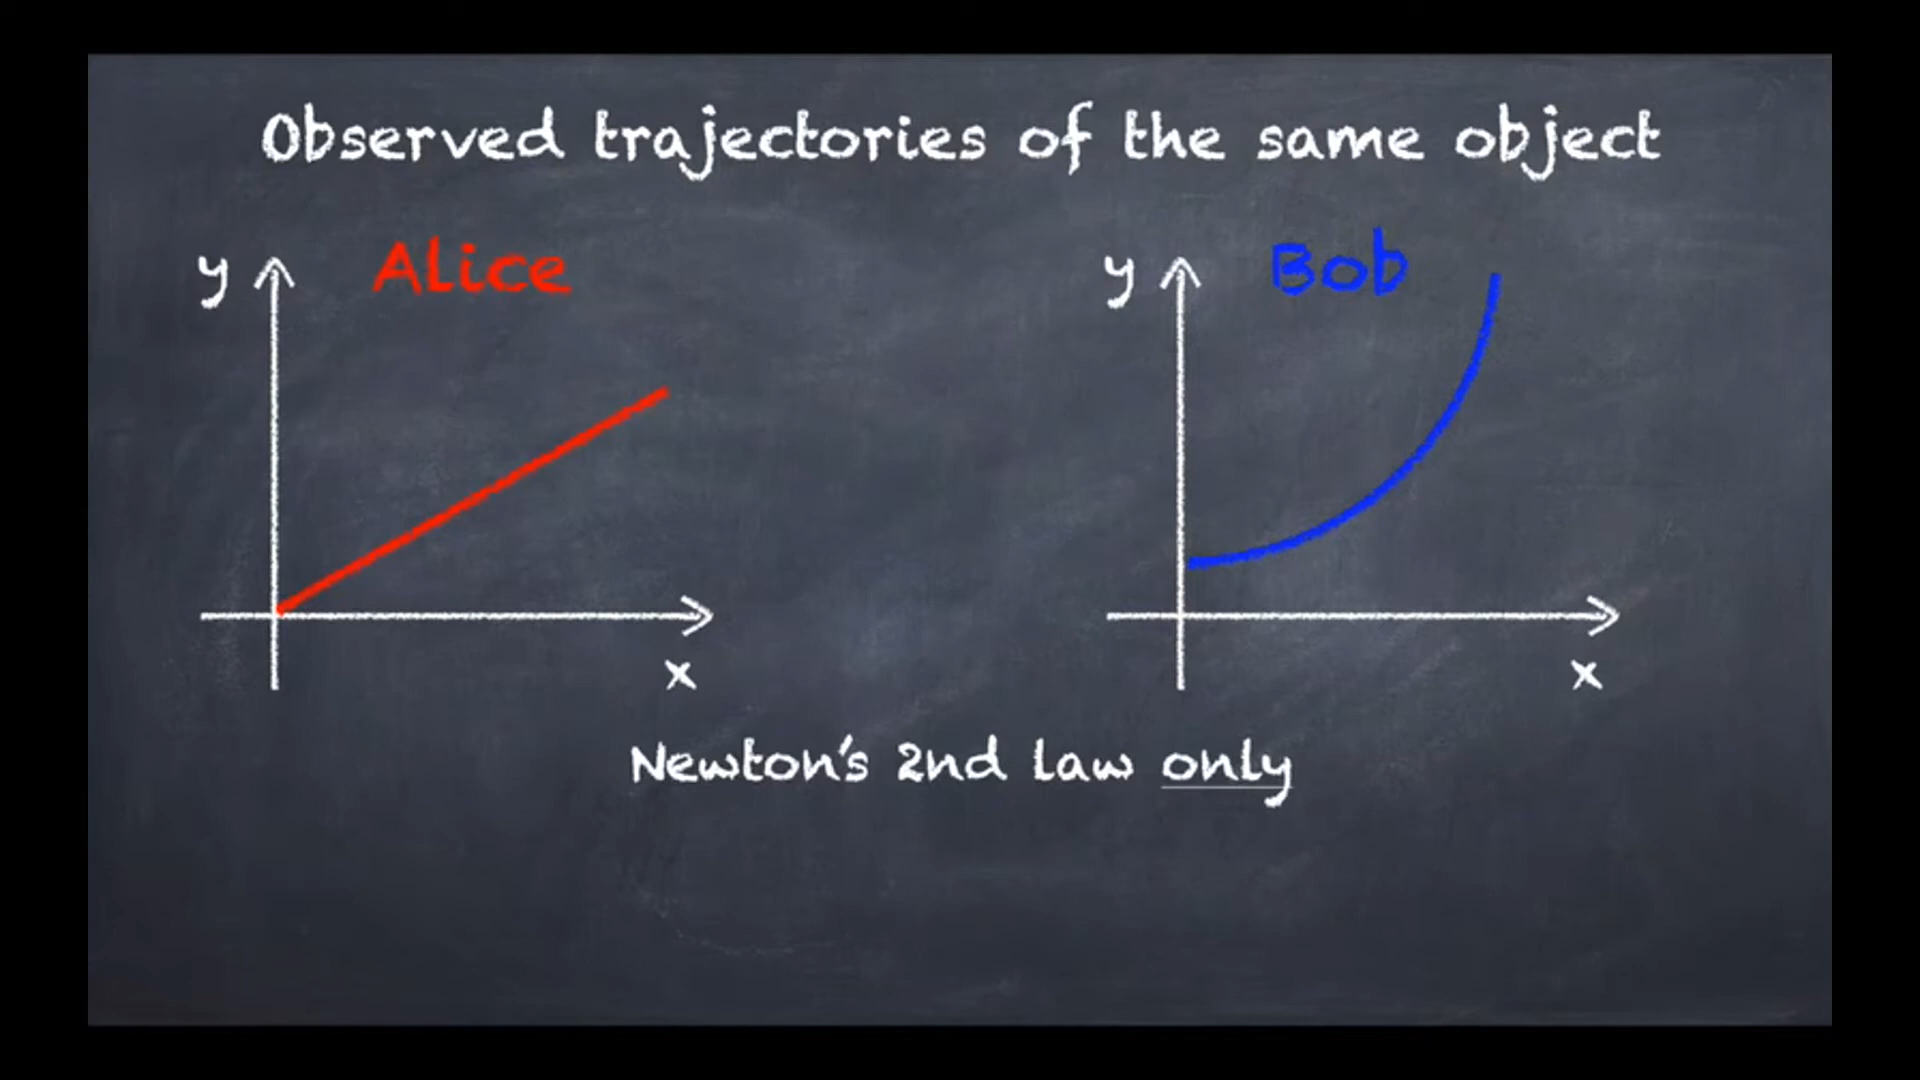 Observed trajectories of the same object
y Alice
x
y Bob
x
Newton's 2nd law only